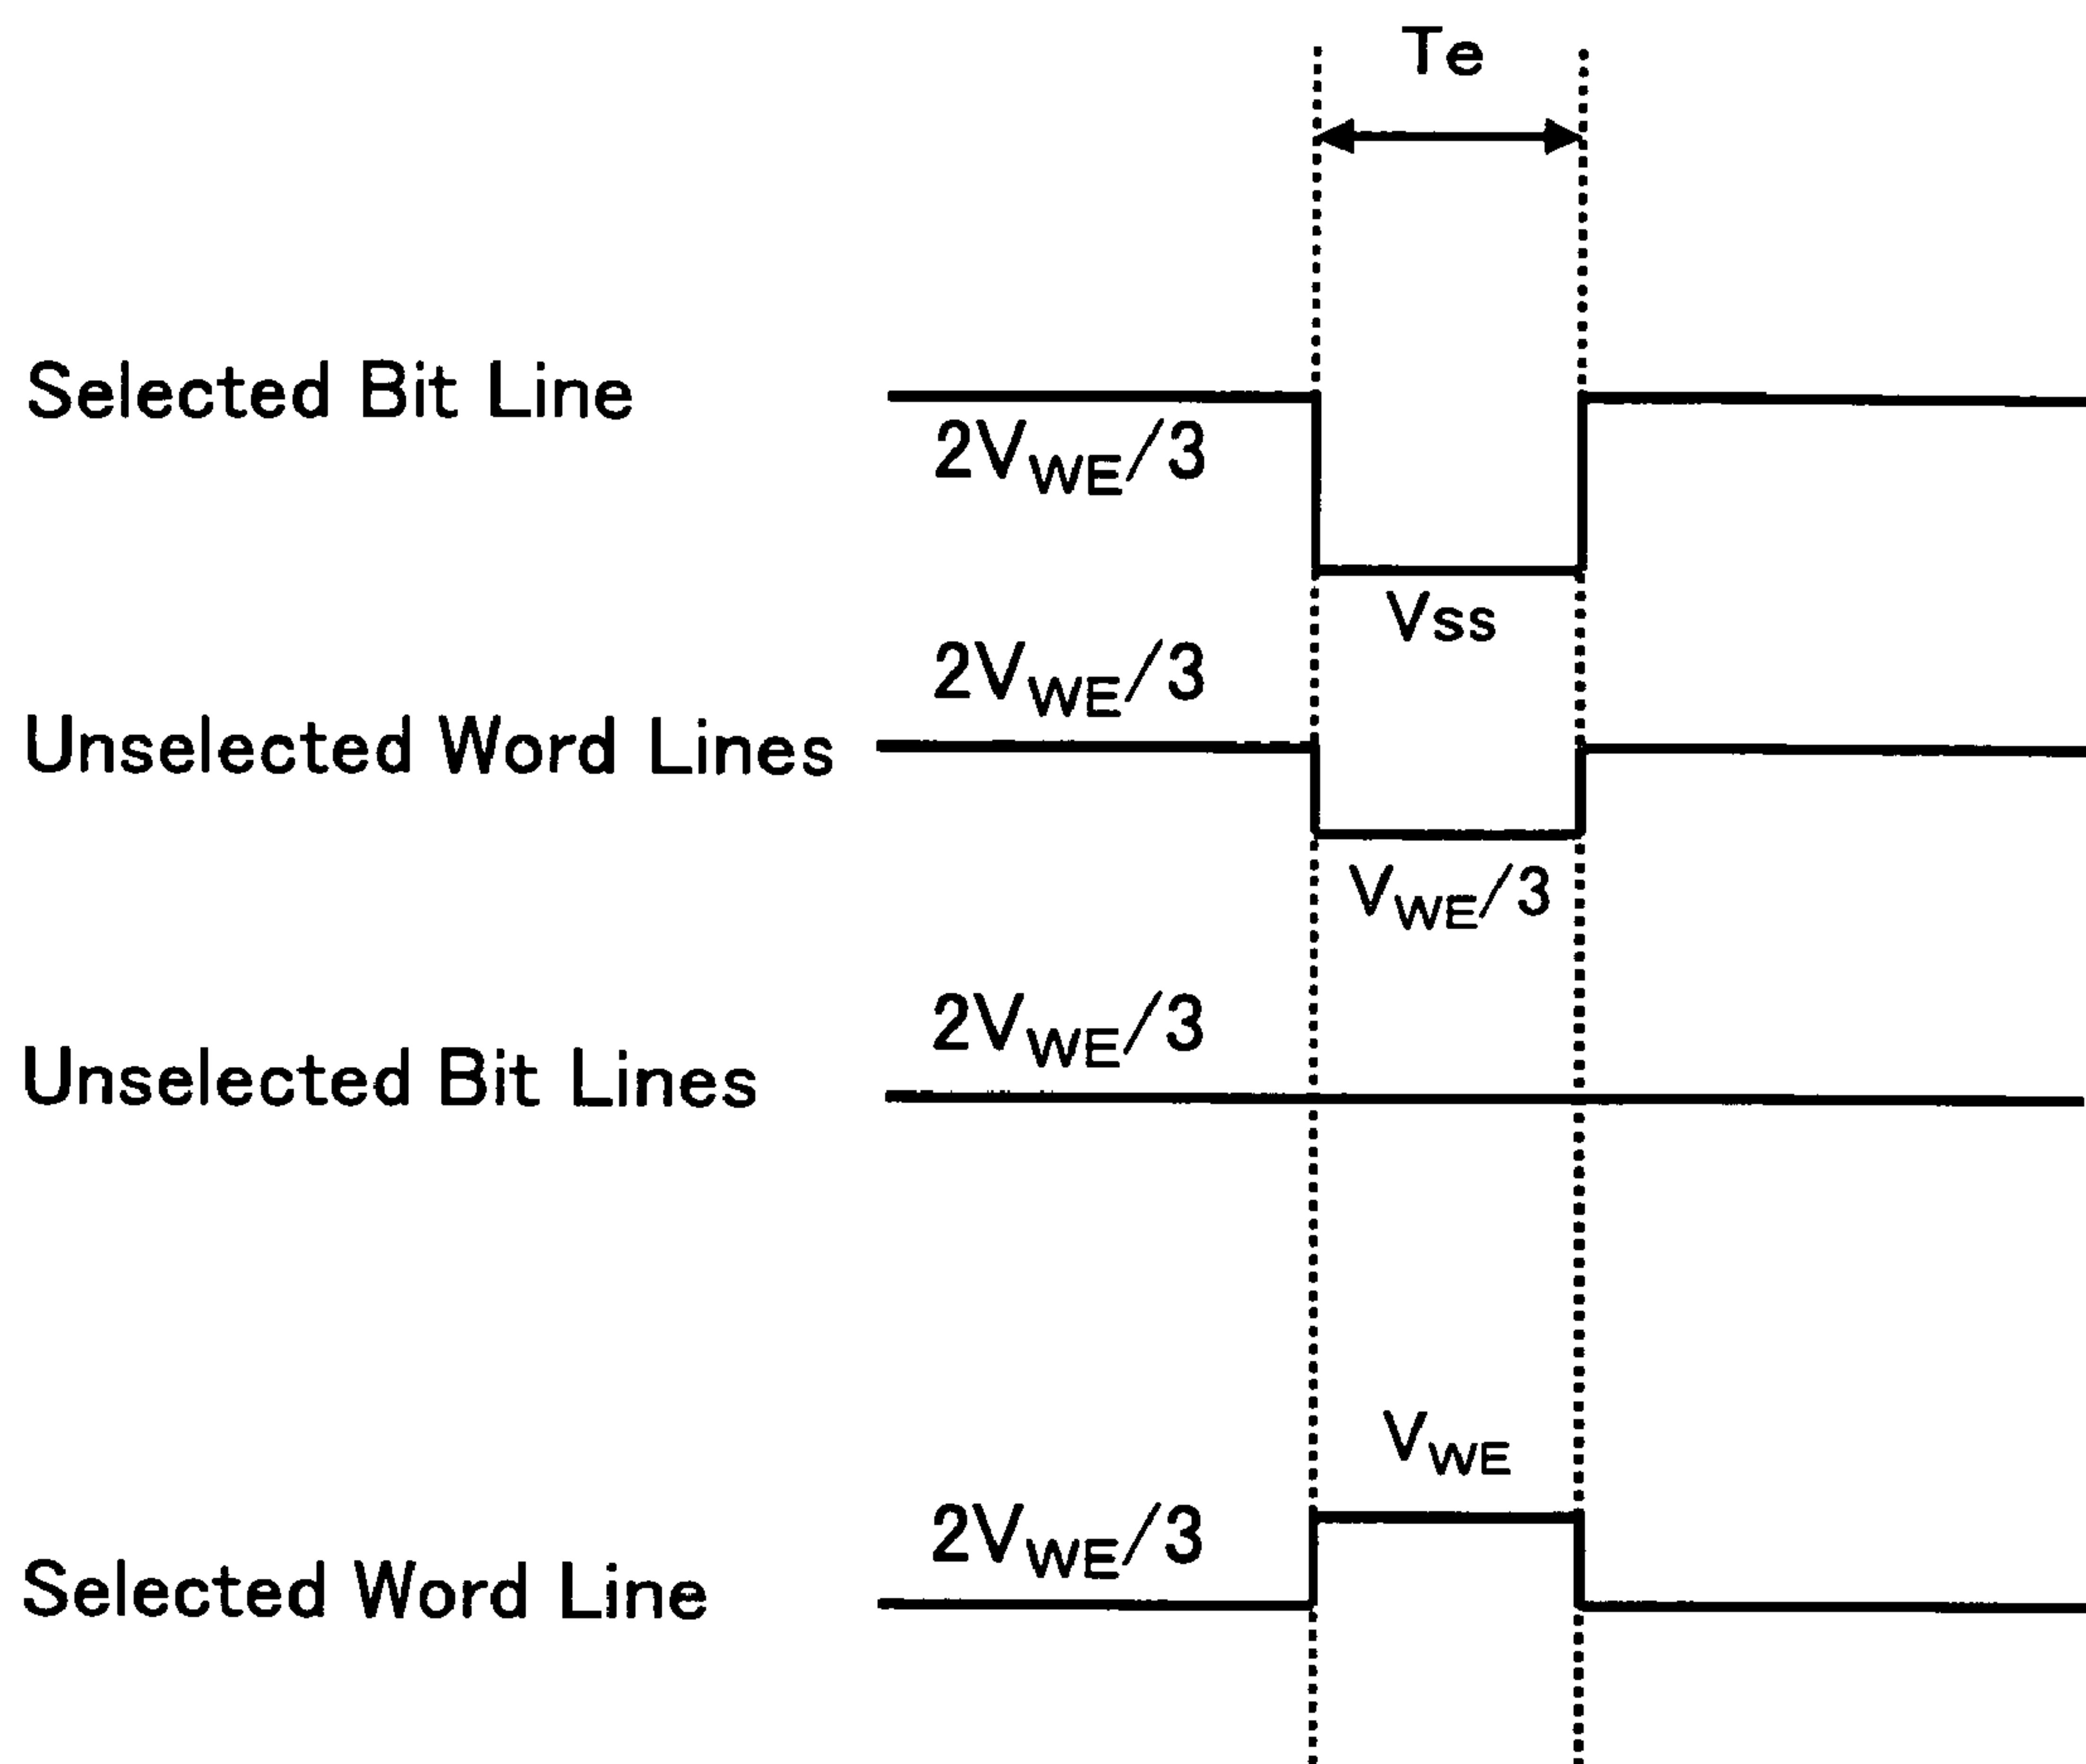 Te
Selected Bit Line
2V_WE/3
Vss
2V_WE/3
Unselected Word Lines
V_WE/3
2V_WE/3
Unselected Bit Lines
V_WE
2V_WE/3
Selected Word Line